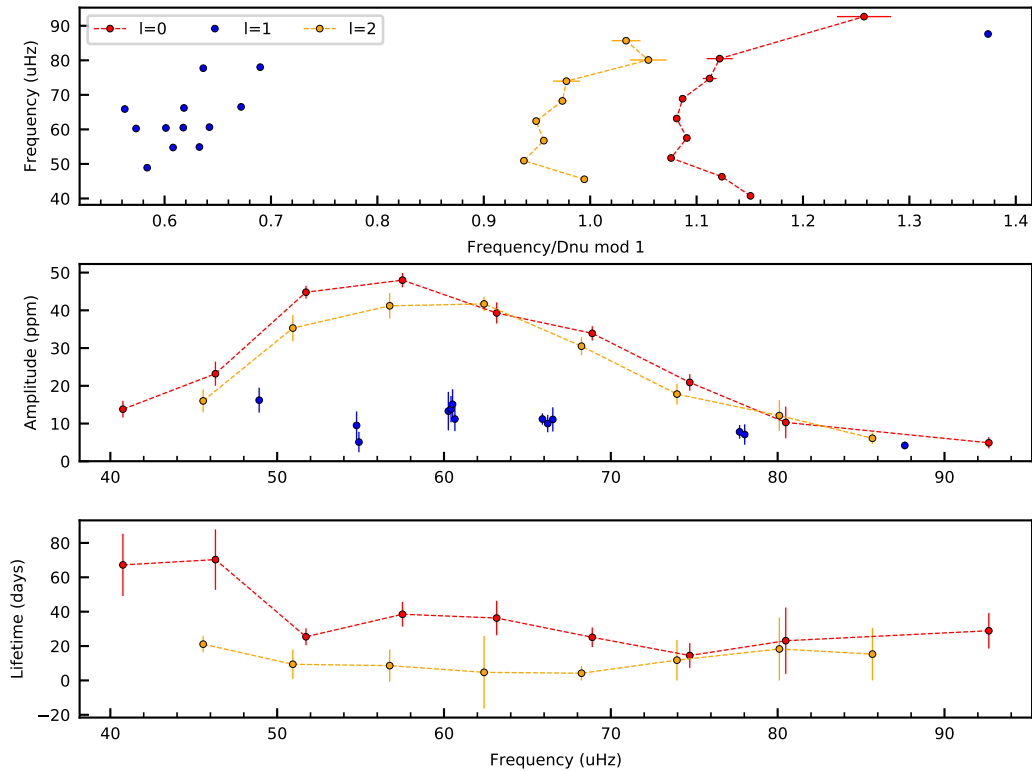 l=0 l=1 l=2
Frequency (uHz)
90
80
70
60
50
40
0.6 0.7 0.8 0.9 1.0 1.1 1.2 1.3 1.4
Frequency/Dnu mod 1
Amplitude (ppm)
50
40
30
20
10
0
40 50 60 70 80 90
Lifetime (days)
80
60
40
20
0
−20
40 50 60 70 80 90
Frequency (uHz)